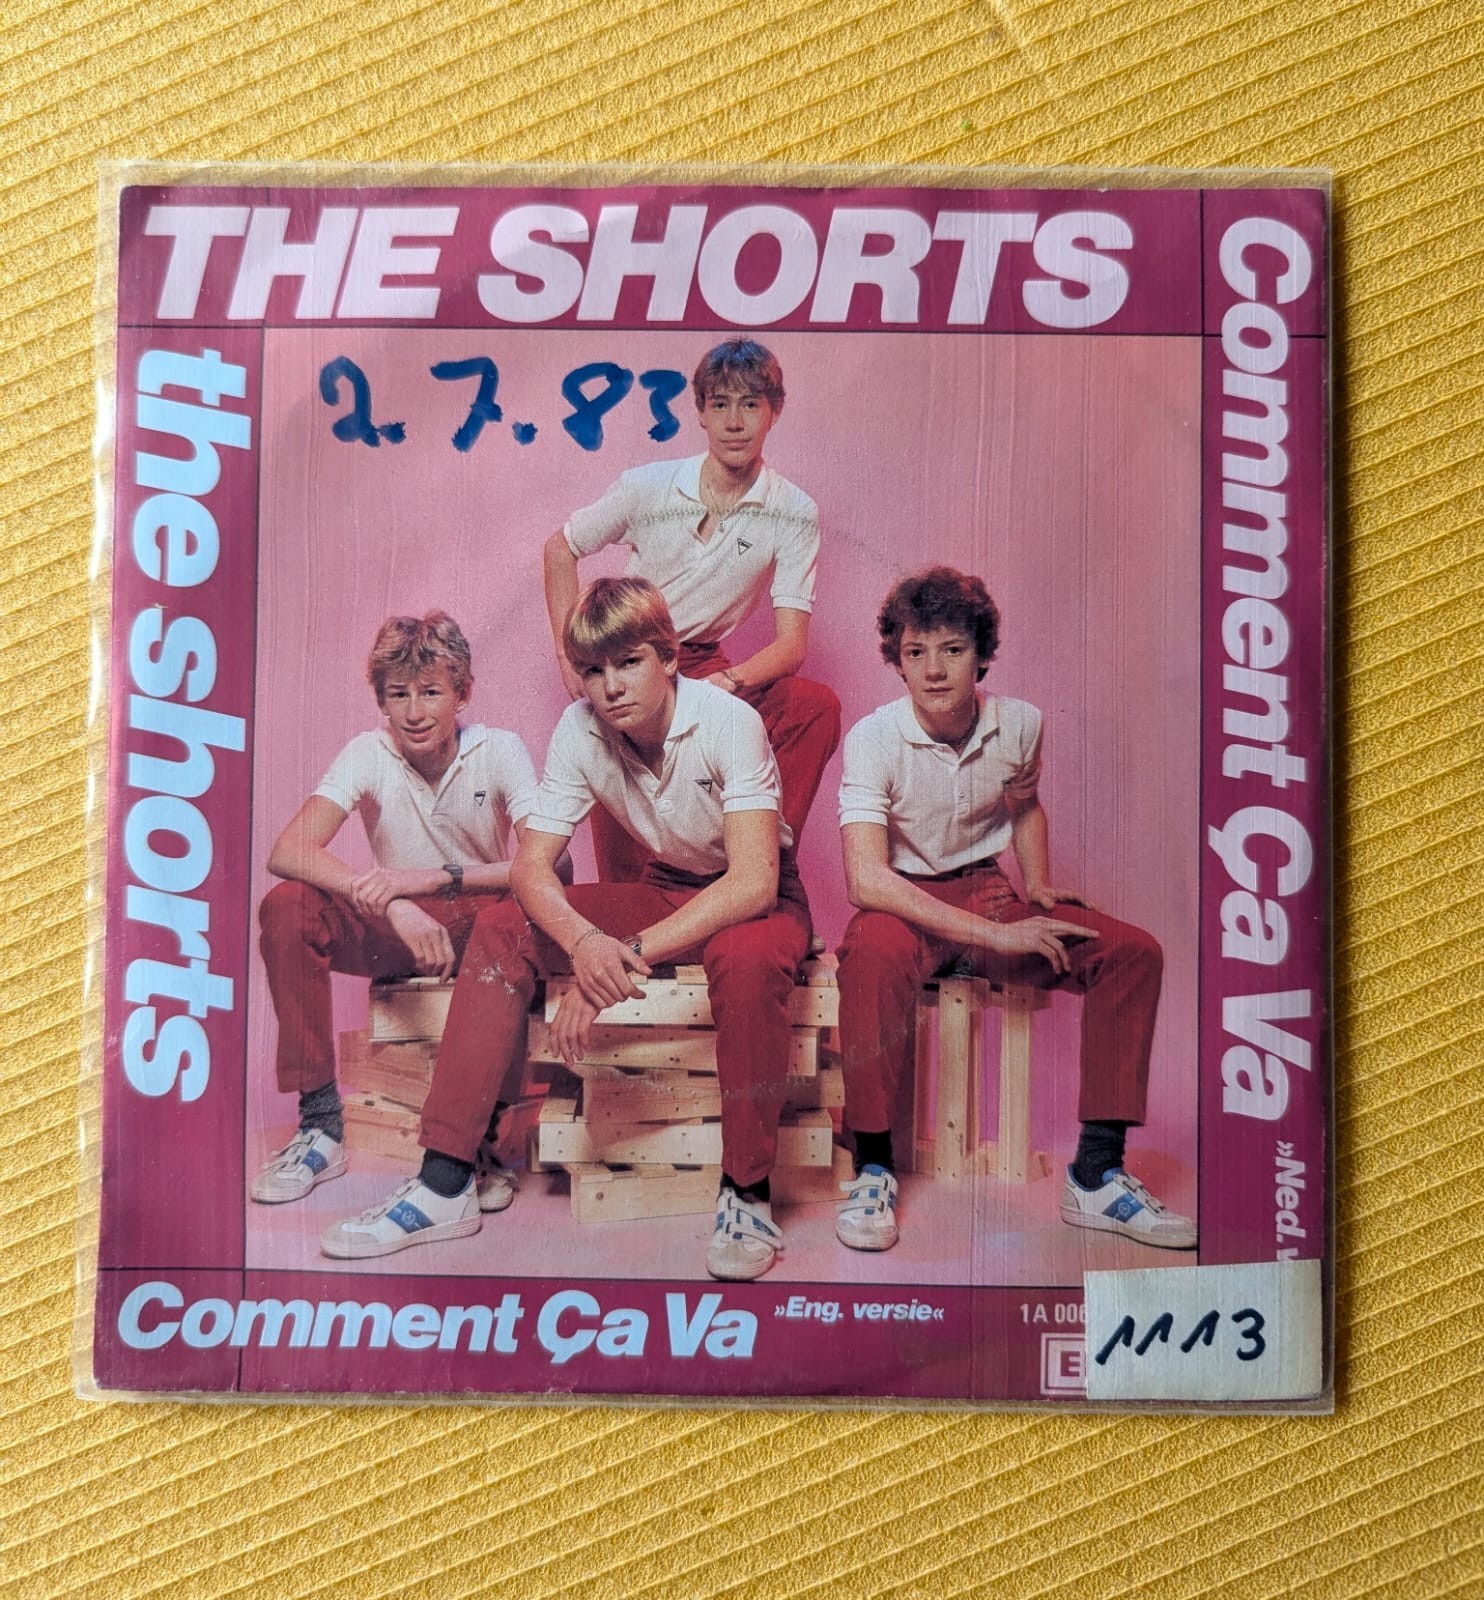 THE SHORTS
the shorts
2.7.83
Comment Ça Va »Ned.
Comment Ça Va »Eng. versie«
1A 006
1113